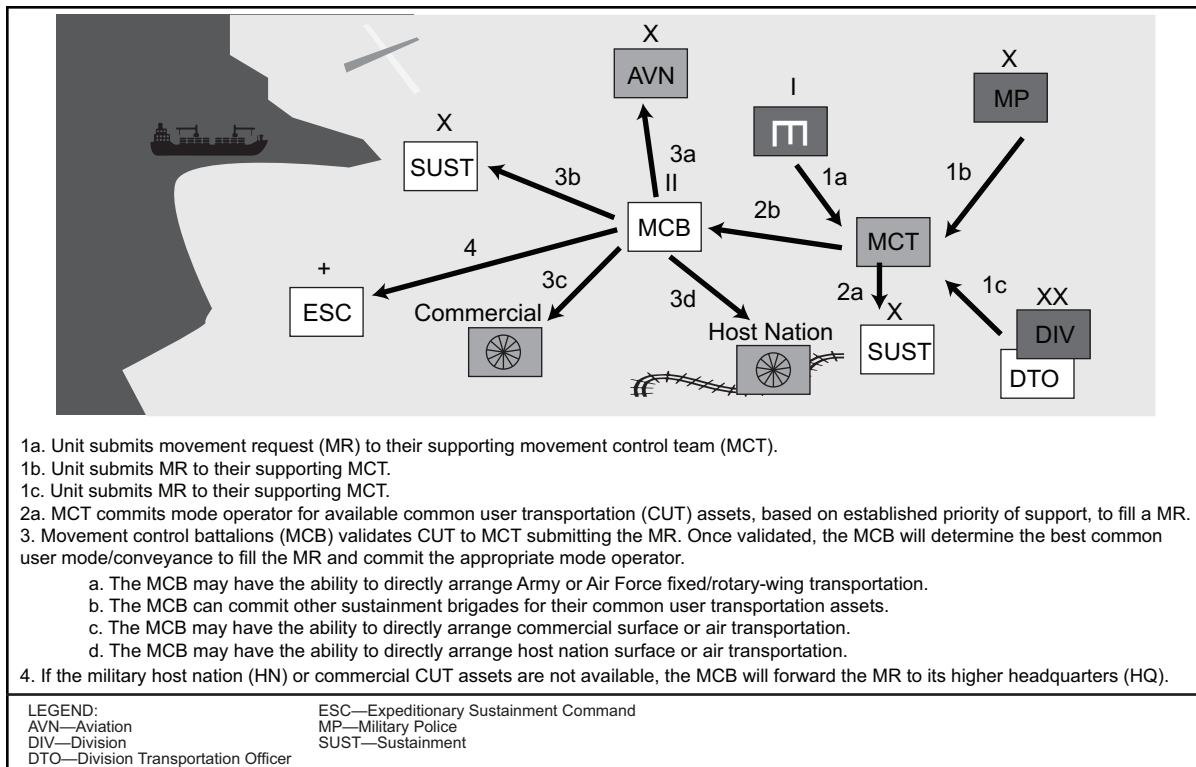 X
AVN
X
MP
I
E
X
SUST
3b
3a
II
1a
1b
2b
MCB
MCT
4
3c
3d
2a
1c
+
ESC
Commercial
Host Nation
X
SUST
XX
DIV
DTO
1a. Unit submits movement request (MR) to their supporting movement control team (MCT).
1b. Unit submits MR to their supporting MCT.
1c. Unit submits MR to their supporting MCT.
2a. MCT commits mode operator for available common user transportation (CUT) assets, based on established priority of support, to fill a MR.
3. Movement control battalions (MCB) validates CUT to MCT submitting the MR. Once validated, the MCB will determine the best common
user mode/conveyance to fill the MR and commit the appropriate mode operator.
a. The MCB may have the ability to directly arrange Army or Air Force fixed/rotary-wing transportation.
b. The MCB can commit other sustainment brigades for their common user transportation assets.
c. The MCB may have the ability to directly arrange commercial surface or air transportation.
d. The MCB may have the ability to directly arrange host nation surface or air transportation.
4. If the military host nation (HN) or commercial CUT assets are not available, the MCB will forward the MR to its higher headquarters (HQ).
LEGEND:
AVN—Aviation
DIV—Division
DTO—Division Transportation Officer
ESC—Expeditionary Sustainment Command
MP—Military Police
SUST—Sustainment